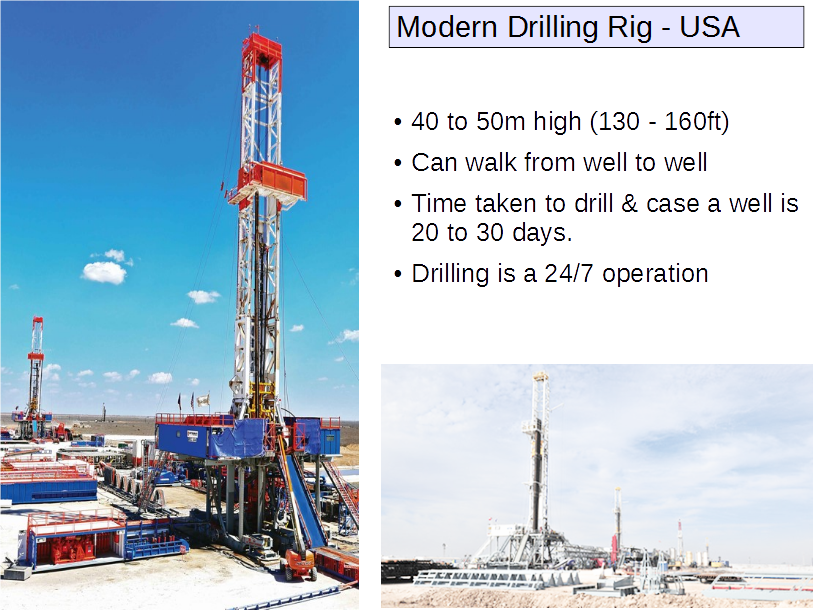 Modern Drilling Rig - USA
• 40 to 50m high (130 - 160ft)
• Can walk from well to well
• Time taken to drill & case a well is
20 to 30 days.
• Drilling is a 24/7 operation